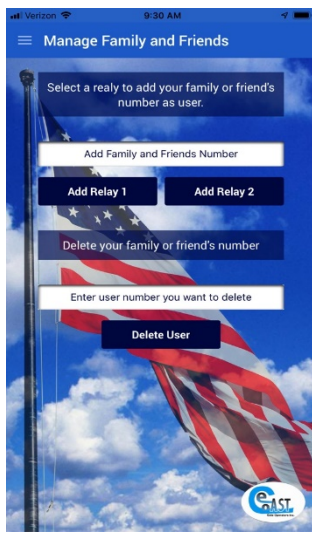 Verizon 9:30 AM
Manage Family and Friends
Select a realy to add your family or friend's
number as user.
Add Family and Friends Number
Add Relay 1 Add Relay 2
Delete your family or friend's number
Enter user number you want to delete
Delete User
EAST